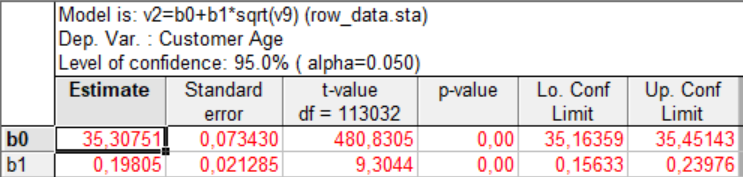 Model is: v2=b0+b1*sqrt(v9) (row_data.sta)
Dep. Var. : Customer Age
Level of confidence: 95.0% ( alpha=0.050)
Estimate Standard error t-value df = 113032 p-value Lo. Conf Limit Up. Conf Limit
b0 35,30751 0,073430 480,8305 0,00 35,16359 35,45143
b1 0,19805 0,021285 9,3044 0,00 0,15633 0,23976